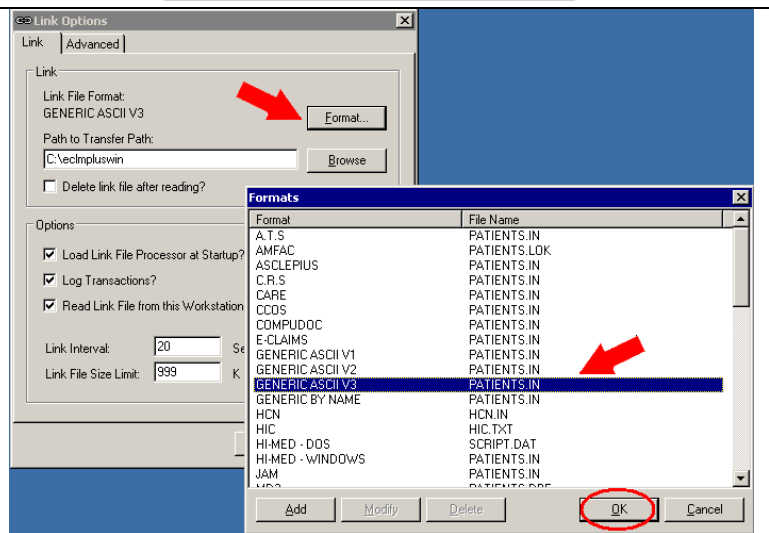 Link Options
Link Advanced
Link
Link File Format:
GENERIC ASCII V3
Format...
Path to Transfer Path:
C:\eclmpluswin
Browse
Delete link file after reading?
Options
Load Link File Processor at Startup?
Log Transactions?
Read Link File from this Workstation
Link Interval: 20 Se
Link File Size Limit: 999 K
Formats
Format File Name
A.T.S PATIENTS.IN
AMFAC PATIENTS.LOK
ASCLEPIUS PATIENTS.IN
C.R.S PATIENTS.IN
CARE PATIENTS.IN
CCOS PATIENTS.IN
COMPUDOC PATIENTS.IN
E-CLAIMS PATIENTS.IN
GENERIC ASCII V1 PATIENTS.IN
GENERIC ASCII V2 PATIENTS.IN
GENERIC ASCII V3 PATIENTS.IN
GENERIC BY NAME PATIENTS.IN
HCN HCN.IN
HIC HIC.TXT
HI-MED - DOS SCRIPT.DAT
HI-MED - WINDOWS PATIENTS.IN
JAM PATIENTS.IN
Add Modify Delete OK Cancel